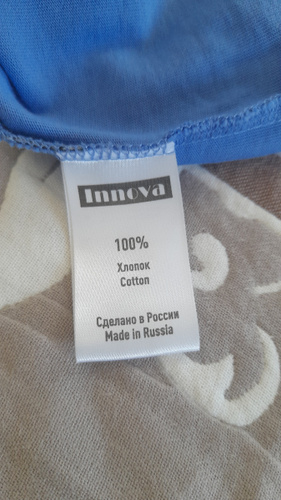 Innova
100%
Хлопок
Cotton
Сделано в России
Made in Russia